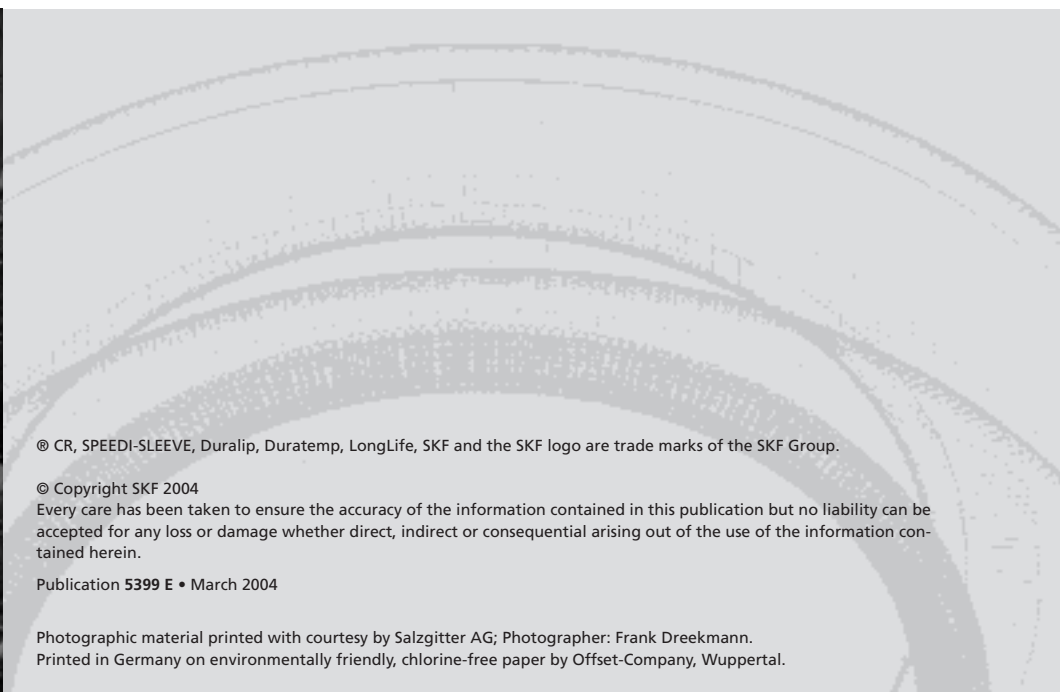 ® CR, SPEEDI-SLEEVE, Duralip, Duratemp, LongLife, SKF and the SKF logo are trade marks of the SKF Group.
© Copyright SKF 2004
Every care has been taken to ensure the accuracy of the information contained in this publication but no liability can be
accepted for any loss or damage whether direct, indirect or consequential arising out of the use of the information con-
tained herein.
Publication 5399 E • March 2004
Photographic material printed with courtesy by Salzgitter AG; Photographer: Frank Dreekmann.
Printed in Germany on environmentally friendly, chlorine-free paper by Offset-Company, Wuppertal.